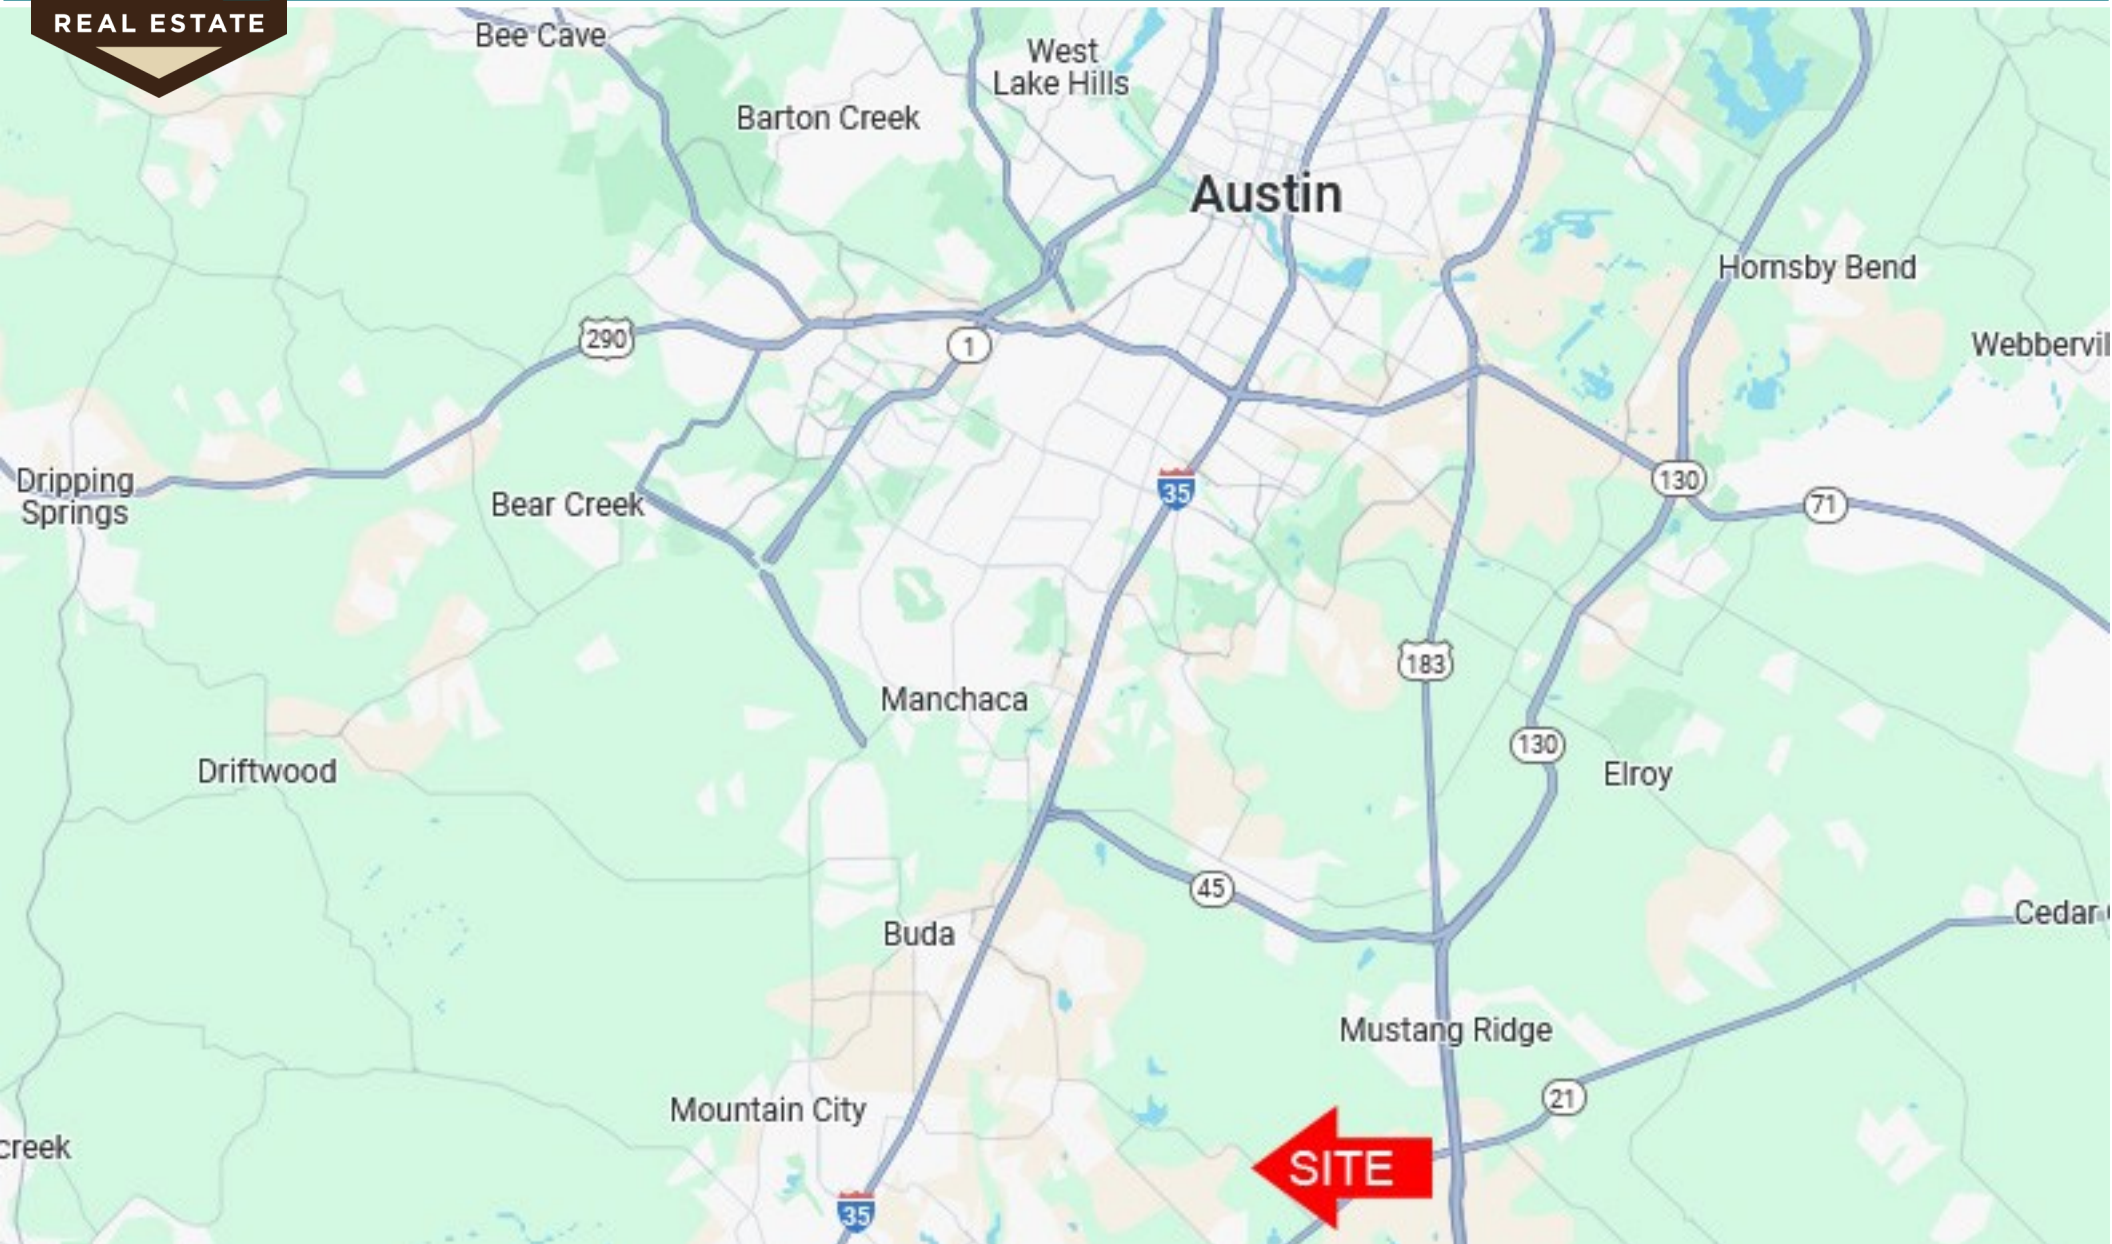 REAL ESTATE
Bee Cave
West
Lake Hills
Barton Creek
Austin
Hornsby Bend
290
1
Webbervil
Dripping
Springs
Bear Creek
35
130
71
183
Manchaca
130
Driftwood
Elroy
45
Buda
Cedar
Mustang Ridge
21
Mountain City
creek
SITE
35